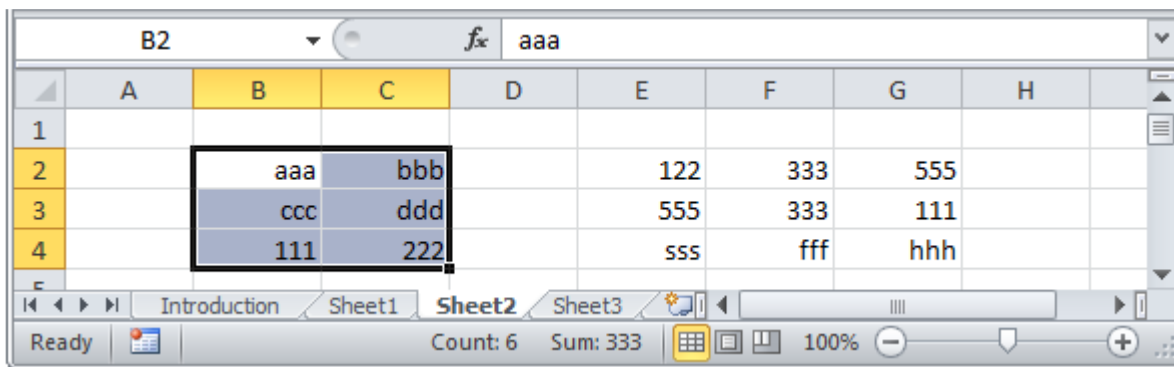 B2 fx aaa
A B C D E F G H
1
2 aaa bbb 122 333 555
3 ccc ddd 555 333 111
4 111 222 sss fff hhh
5
Introduction Sheet1 Sheet2 Sheet3
Ready Count: 6 Sum: 333 100%